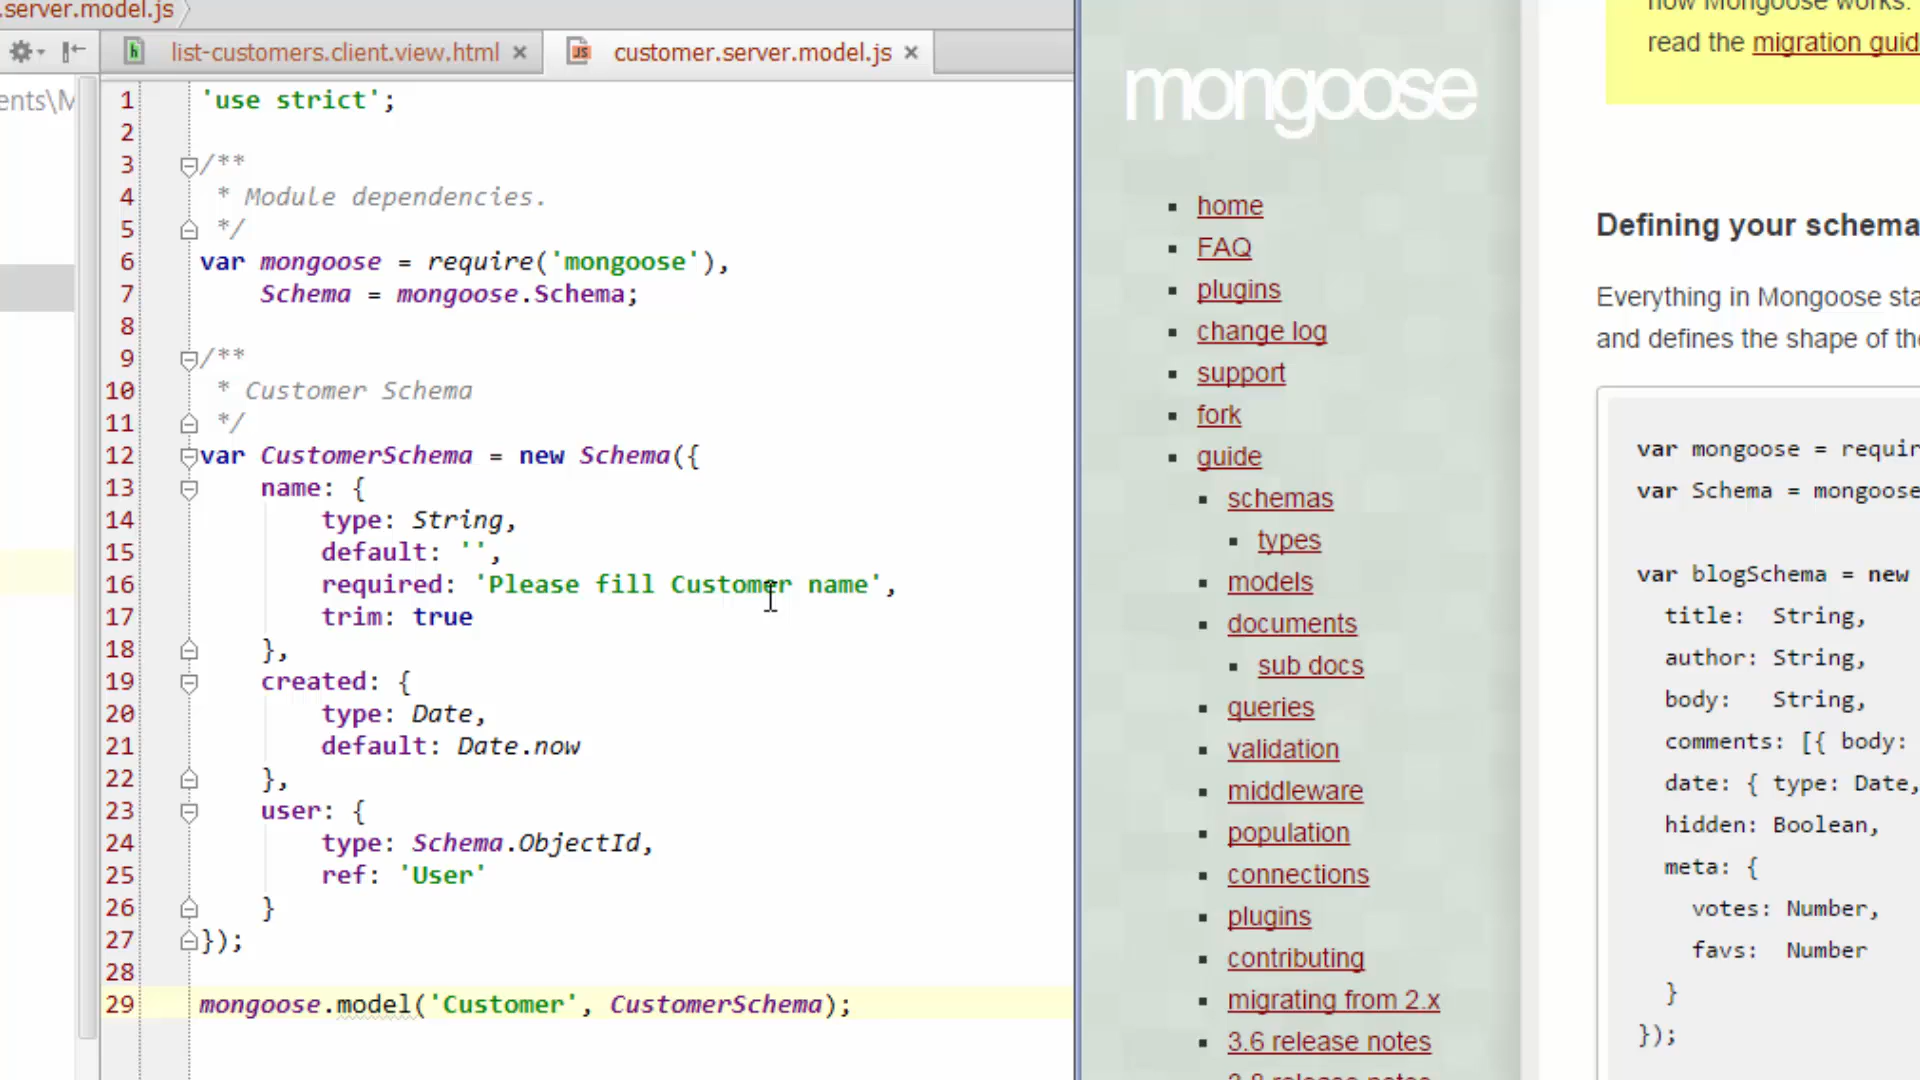 .server.model.js
list-customers.client.view.html
customer.server.model.js
ents\M
1 'use strict';
2
3 /**
4 * Module dependencies.
5 */
6 var mongoose = require('mongoose'),
7 Schema = mongoose.Schema;
8
9 /**
10 * Customer Schema
11 */
12 var CustomerSchema = new Schema({
13 name: {
14 type: String,
15 default: '',
16 required: 'Please fill Customer name',
17 trim: true
18 },
19 created: {
20 type: Date,
21 default: Date.now
22 },
23 user: {
24 type: Schema.ObjectId,
25 ref: 'User'
26 }
27 });
28
29 mongoose.model('Customer', CustomerSchema);
mongoose
home
FAQ
plugins
change log
support
fork
guide
schemas
types
models
documents
sub docs
queries
validation
middleware
population
connections
plugins
contributing
migrating from 2.x
3.6 release notes
3.8 release notes
how Mongoose works.
read the migration guid
Defining your schema
Everything in Mongoose sta
and defines the shape of the
var mongoose = requir
var Schema = mongoose
var blogSchema = new
title: String,
author: String,
body: String,
comments: [{ body:
date: { type: Date,
hidden: Boolean,
meta: {
votes: Number,
favs: Number
}
});